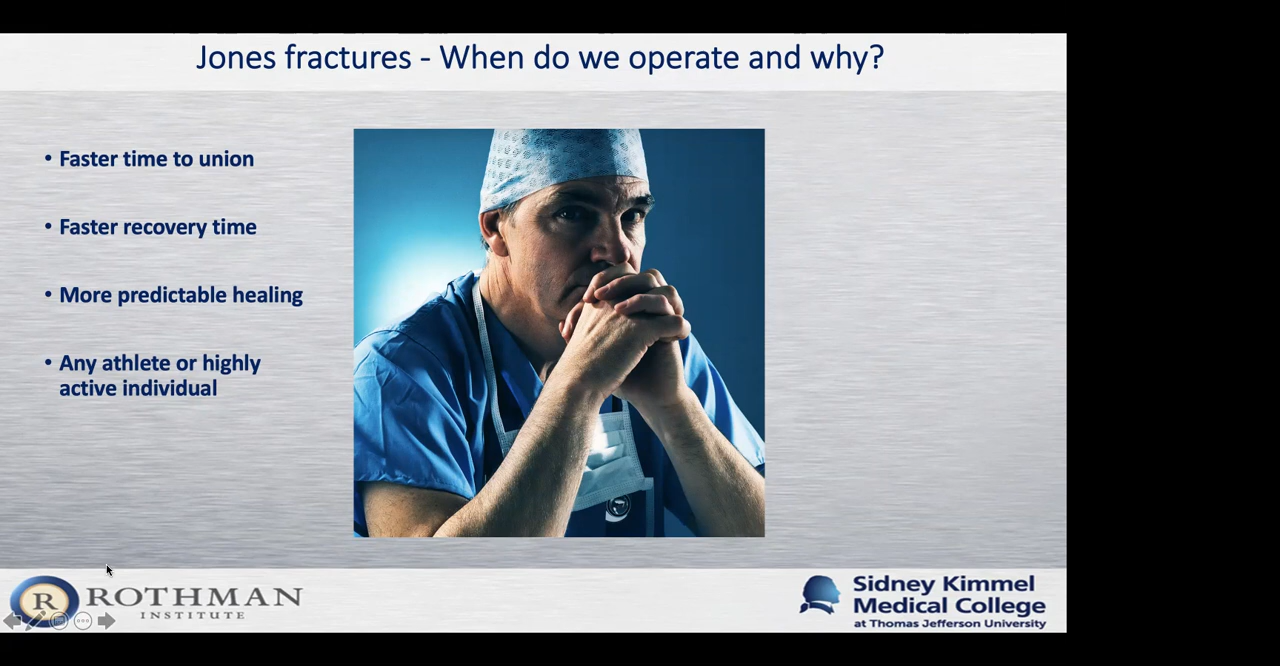 Jones fractures - When do we operate and why?
• Faster time to union
• Faster recovery time
• More predictable healing
• Any athlete or highly
active individual
R
ROTHMAN
INSTITUTE
Sidney Kimmel
Medical College
at Thomas Jefferson University